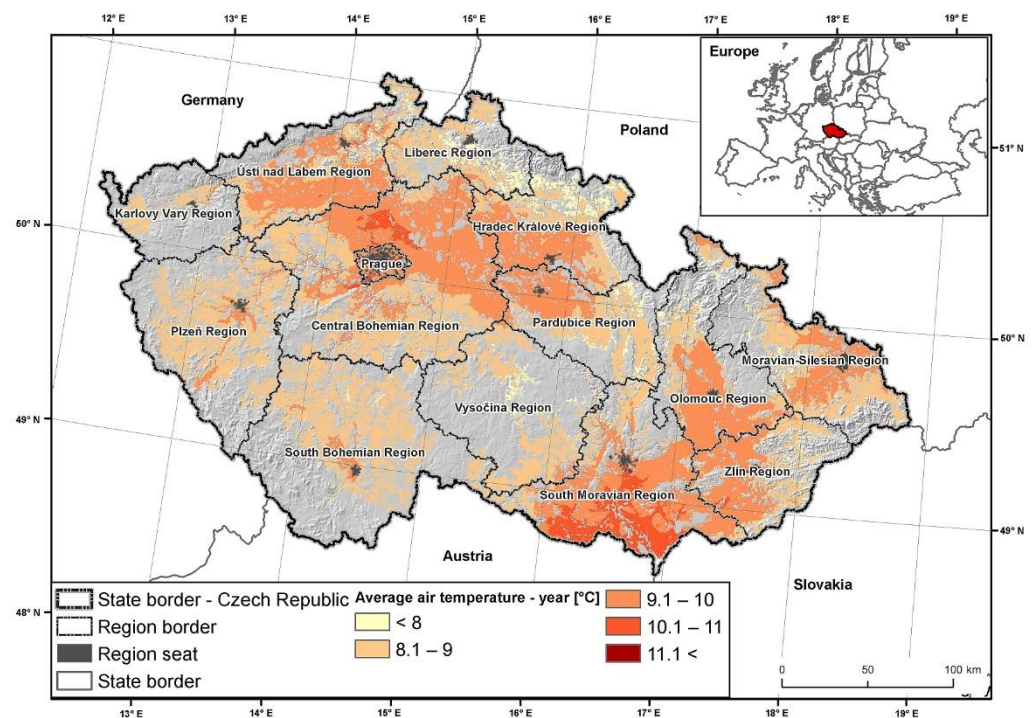 12° E 13° E 14° E 15° E 16° E 17° E 18° E 19° E
Europe
Germany
Poland
51° N
Liberec Region
Ústi nad Labem Region
Karlovy Vary Region
60° N
Hradec Králové Region
Prague
50° N
Plzeň Region
Central Bohemian Region
Pardubice Region
Moravian-Silesian Region
Olomouc Region
Vysočina Region
49° N
South Bohemian Region
Zlín Region
South Moravian Region
49° N
Austria
Slovakia
48° N
State border - Czech Republic
Region border
Region seat
State border
Average air temperature - year [°C]
< 8
8.1 – 9
9.1 – 10
10.1 – 11
11.1 <
0 50 100 km
13° E 14° E 15° E 16° E 17° E 18° E 19° E